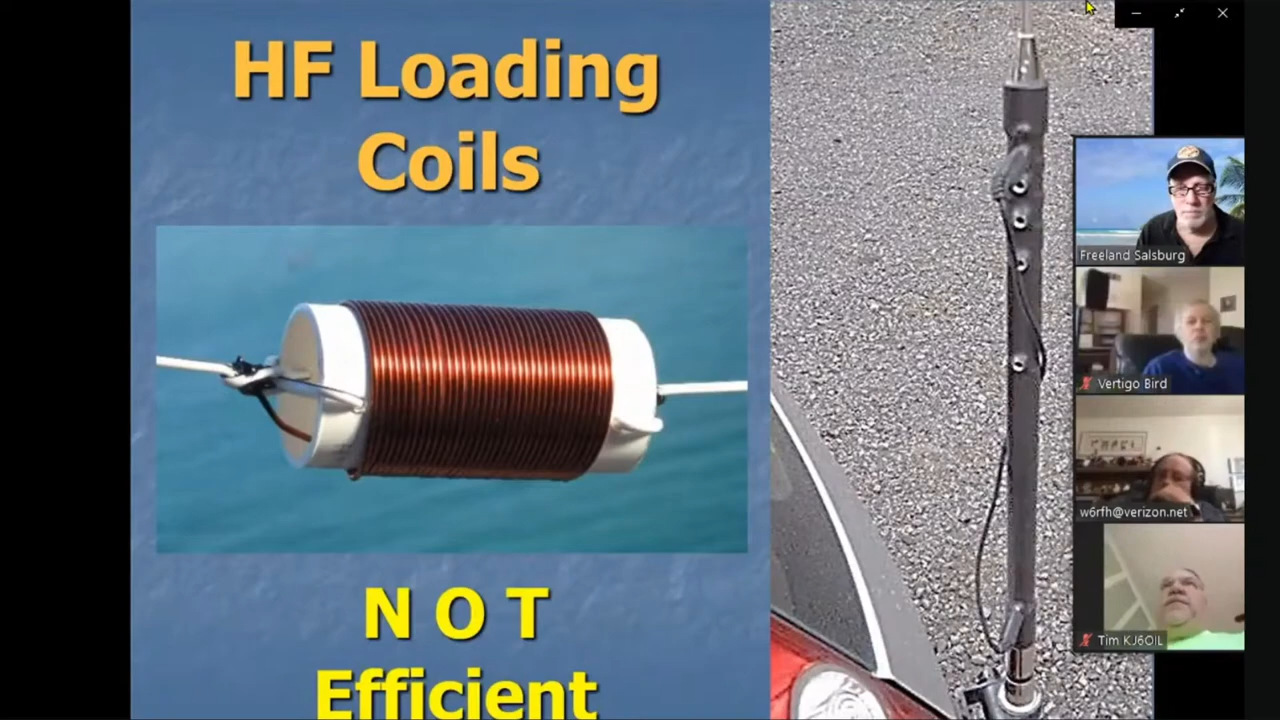 HF Loading
Coils
N O T
Efficient
Freeland Salsburg
Vertigo Bird
w6rfh@verizon.net
Tim KJ6OIL